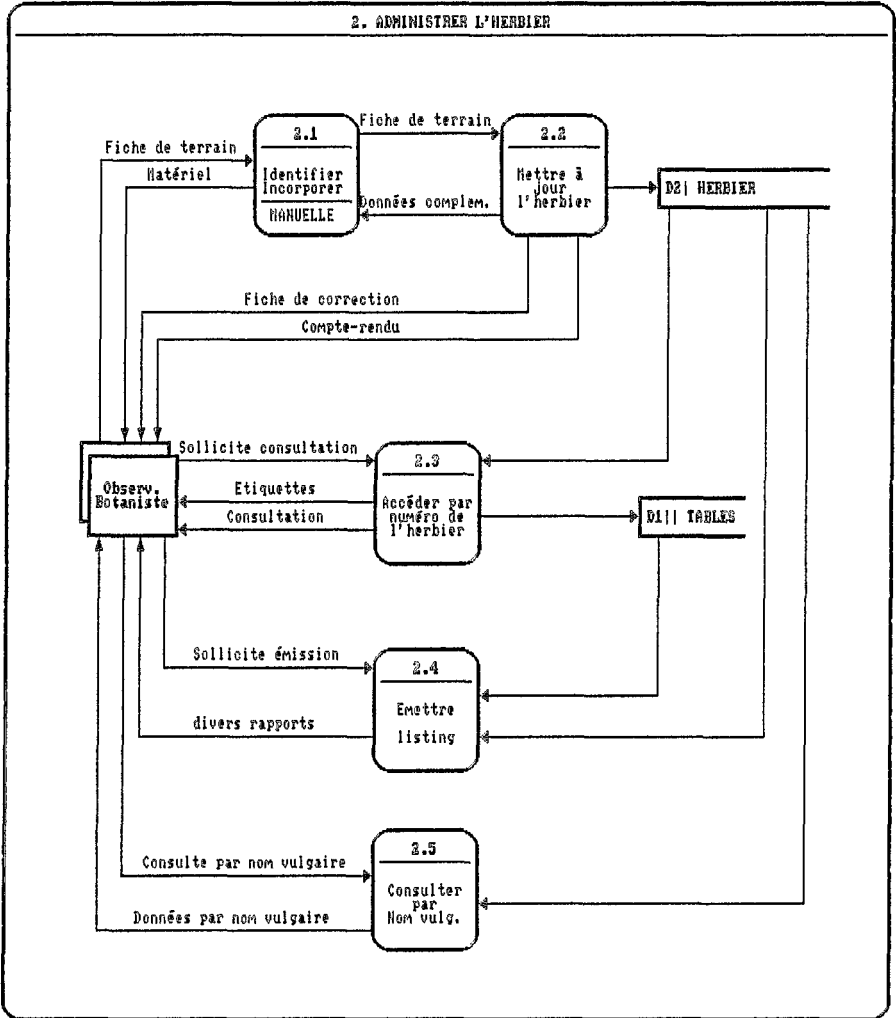 2. ADMINISTRER L'HERBIER
Fiche de terrain
2.1
2.2
Fiche de terrain
Matériel
Identifier
Incorporer
MANUELLE
Mettre à
jour
l'herbier
D2| HERBIER
Données complem.
Fiche de correction
Compte-rendu
Sollicite consultation
2.3
Observ.
Botaniste
Etiquettes
Consultation
Accéder par
numéro de
l'herbier
D1|| TABLES
Sollicite émission
2.4
Emettre
listing
divers rapports
2.5
Consulte par nom vulgaire
Consulter
par
Nom vulg.
Données par nom vulgaire